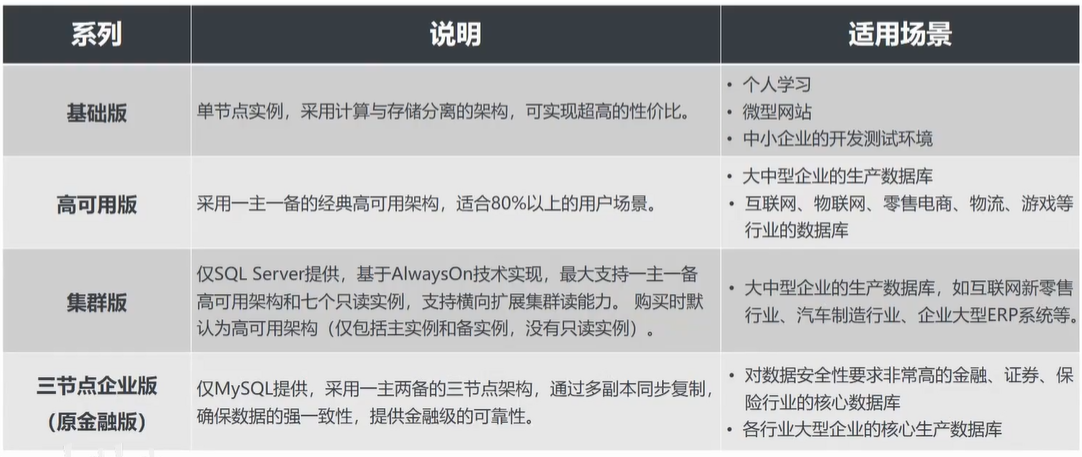 系列
说明
适用场景
基础版
单节点实例，采用计算与存储分离的架构，可实现超高的性价比。
• 个人学习
• 微型网站
• 中小企业的开发测试环境
高可用版
采用一主一备的经典高可用架构，适合80%以上的用户场景。
• 大中型企业的生产数据库
• 互联网、物联网、零售电商、物流、游戏等
行业的数据库
集群版
仅SQL Server提供，基于AlwaysOn技术实现，最大支持一主一备
高可用架构和七个只读实例，支持横向扩展集群读能力。 购买时默
认为高可用架构（仅包括主实例和备实例，没有只读实例）。
• 大中型企业的生产数据库，如互联网新零售
行业、汽车制造行业、企业大型ERP系统等。
三节点企业版
（原金融版）
仅MySQL提供，采用一主两备的三节点架构，通过多副本同步复制，
确保数据的强一致性，提供金融级的可靠性。
• 对数据安全性要求非常高的金融、证券、保
险行业的核心数据库
• 各行业大型企业的核心生产数据库